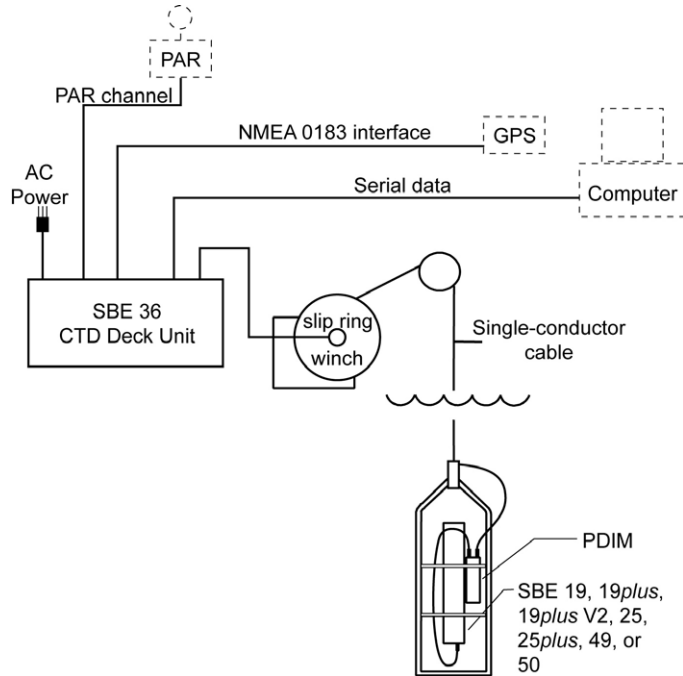 PAR
PAR channel
NMEA 0183 interface
GPS
AC
Power
Serial data
Computer
SBE 36
CTD Deck Unit
slip ring
winch
Single-conductor
cable
PDIM
SBE 19, 19plus,
19plus V2, 25,
25plus, 49, or
50